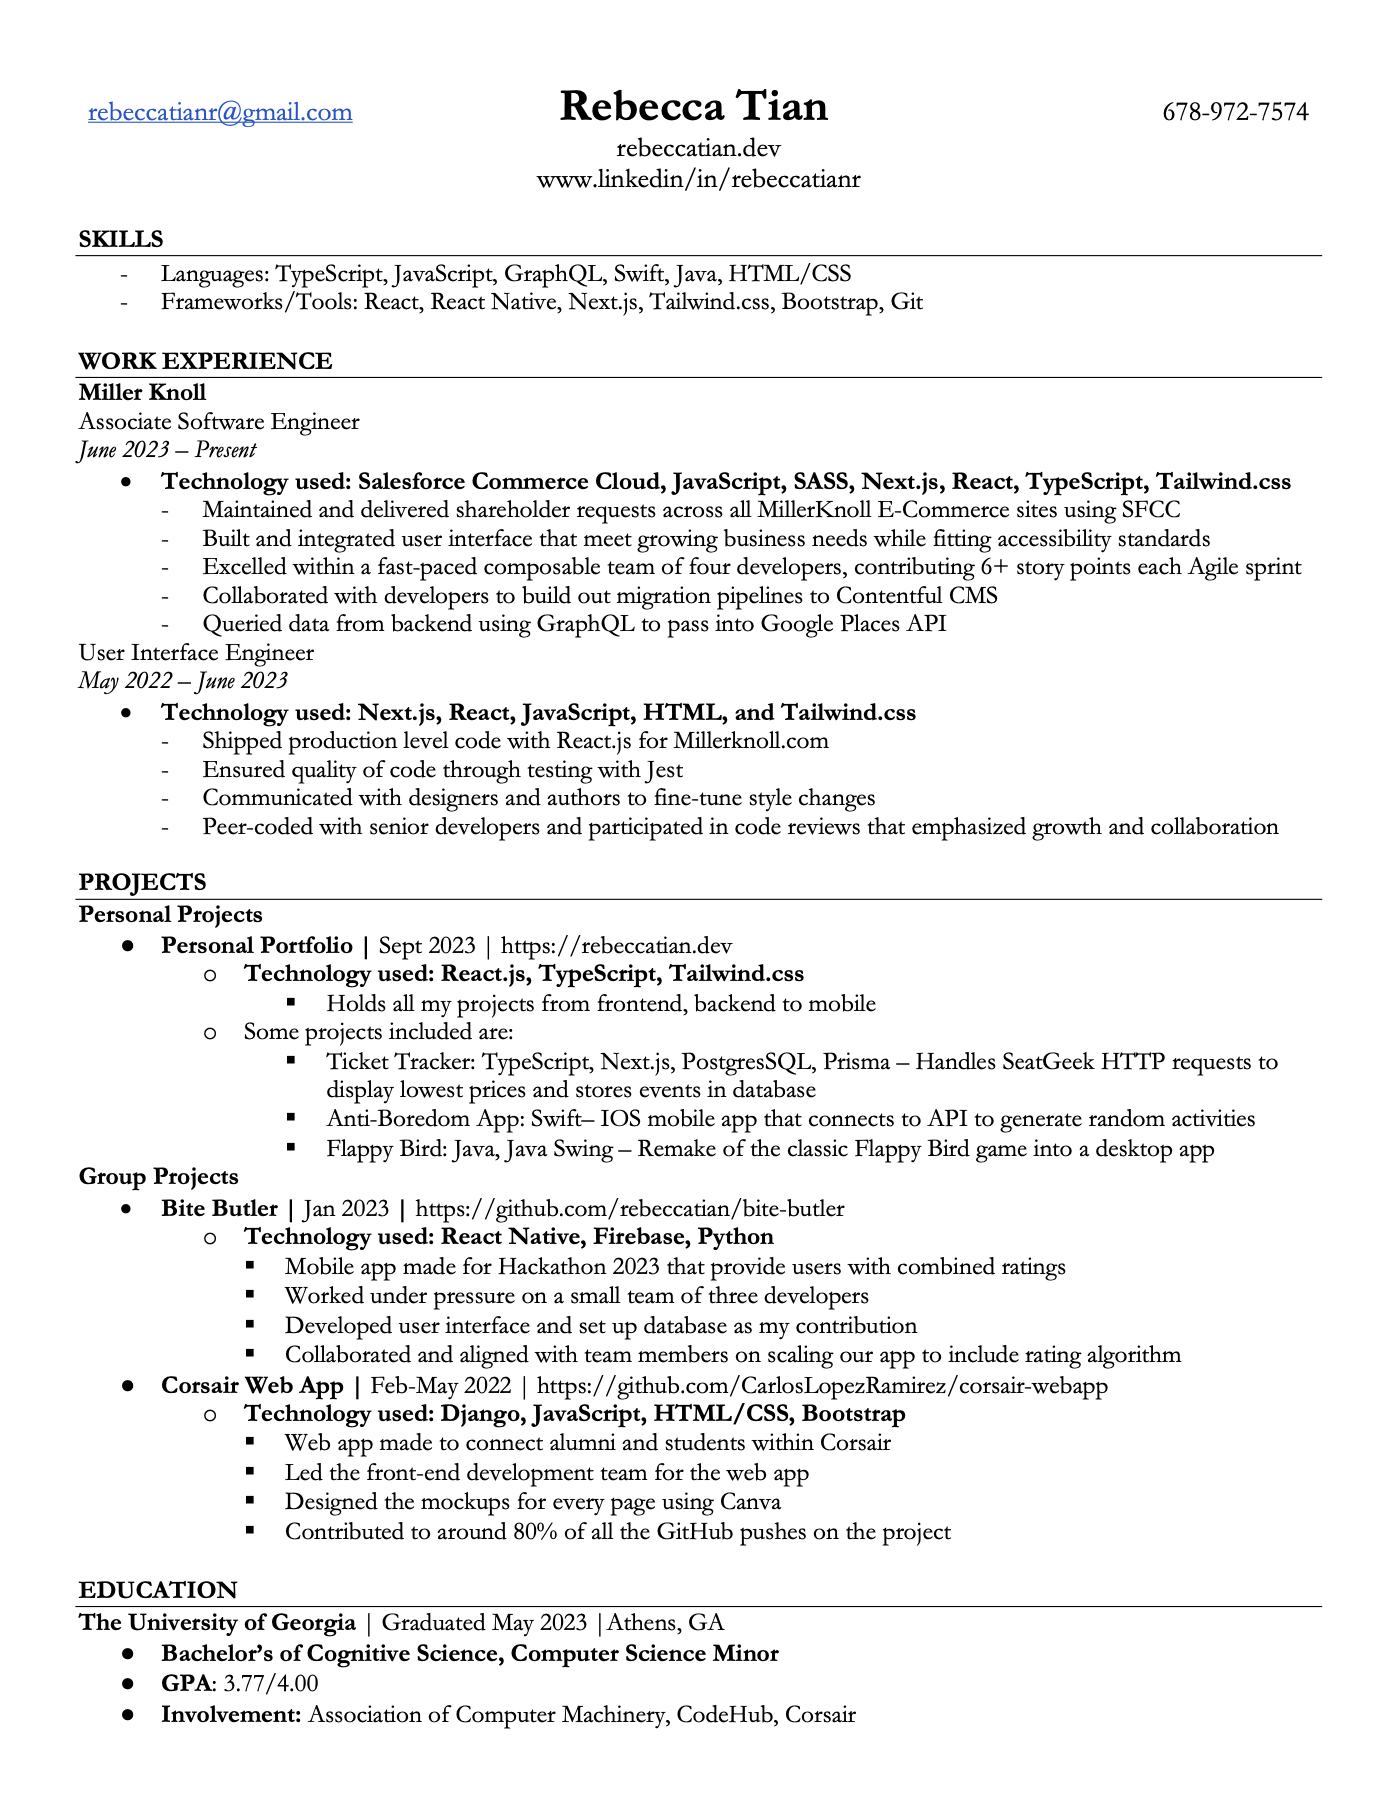 rebeccatianr@gmail.com Rebecca Tian 678-972-7574
rebeccatian.dev
www.linkedin/in/rebeccatianr
SKILLS
- Languages: TypeScript, JavaScript, GraphQL, Swift, Java, HTML/CSS
- Frameworks/Tools: React, React Native, Next.js, Tailwind.css, Bootstrap, Git
WORK EXPERIENCE
Miller Knoll
Associate Software Engineer
June 2023 – Present
● Technology used: Salesforce Commerce Cloud, JavaScript, SASS, Next.js, React, TypeScript, Tailwind.css
- Maintained and delivered shareholder requests across all MillerKnoll E-Commerce sites using SFCC
- Built and integrated user interface that meet growing business needs while fitting accessibility standards
- Excelled within a fast-paced composable team of four developers, contributing 6+ story points each Agile sprint
- Collaborated with developers to build out migration pipelines to Contentful CMS
- Queried data from backend using GraphQL to pass into Google Places API
User Interface Engineer
May 2022 – June 2023
● Technology used: Next.js, React, JavaScript, HTML, and Tailwind.css
- Shipped production level code with React.js for Millerknoll.com
- Ensured quality of code through testing with Jest
- Communicated with designers and authors to fine-tune style changes
- Peer-coded with senior developers and participated in code reviews that emphasized growth and collaboration
PROJECTS
Personal Projects
● Personal Portfolio | Sept 2023 | https://rebeccatian.dev
○ Technology used: React.js, TypeScript, Tailwind.css
▪ Holds all my projects from frontend, backend to mobile
○ Some projects included are:
▪ Ticket Tracker: TypeScript, Next.js, PostgresSQL, Prisma – Handles SeatGeek HTTP requests to
display lowest prices and stores events in database
▪ Anti-Boredom App: Swift– IOS mobile app that connects to API to generate random activities
▪ Flappy Bird: Java, Java Swing – Remake of the classic Flappy Bird game into a desktop app
Group Projects
● Bite Butler | Jan 2023 | https://github.com/rebeccatian/bite-butler
○ Technology used: React Native, Firebase, Python
▪ Mobile app made for Hackathon 2023 that provide users with combined ratings
▪ Worked under pressure on a small team of three developers
▪ Developed user interface and set up database as my contribution
▪ Collaborated and aligned with team members on scaling our app to include rating algorithm
● Corsair Web App | Feb-May 2022 | https://github.com/CarlosLopezRamirez/corsair-webapp
○ Technology used: Django, JavaScript, HTML/CSS, Bootstrap
▪ Web app made to connect alumni and students within Corsair
▪ Led the front-end development team for the web app
▪ Designed the mockups for every page using Canva
▪ Contributed to around 80% of all the GitHub pushes on the project
EDUCATION
The University of Georgia | Graduated May 2023 |Athens, GA
● Bachelor’s of Cognitive Science, Computer Science Minor
● GPA: 3.77/4.00
● Involvement: Association of Computer Machinery, CodeHub, Corsair